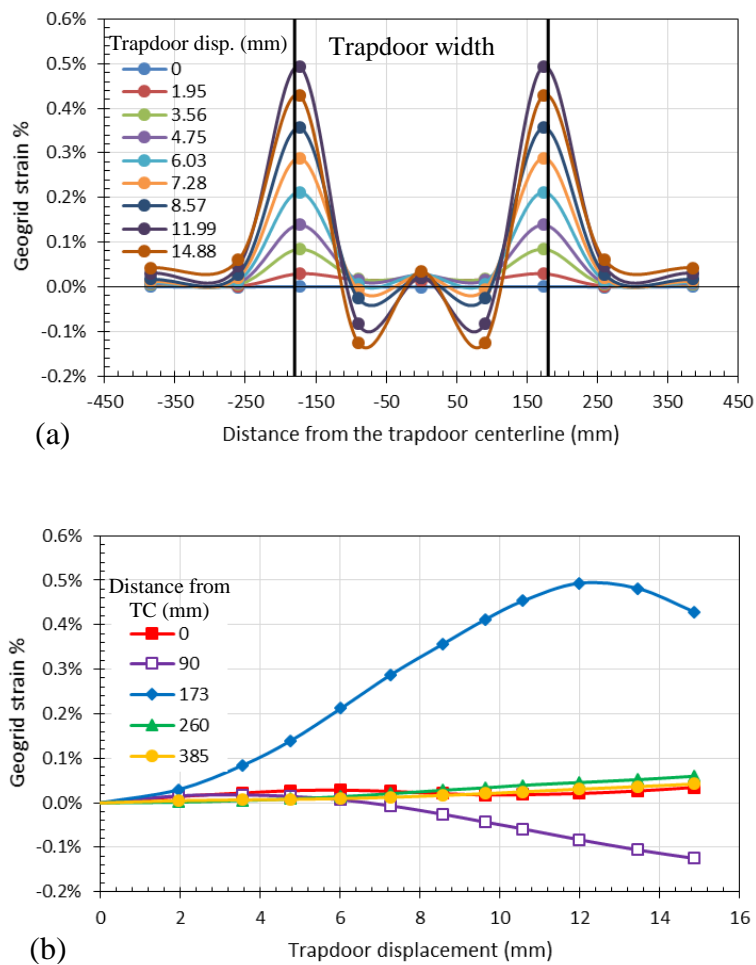 0.6%
0.5%
0.4%
0.3%
0.2%
0.1%
0.0%
-0.1%
-0.2%
Geogrid strain %
Trapdoor disp. (mm)
0
1.95
3.56
4.75
6.03
7.28
8.57
11.99
14.88
Trapdoor width
-450 -350 -250 -150 -50 50 150 250 350 450
Distance from the trapdoor centerline (mm)
(a)
0.6%
0.5%
0.4%
0.3%
0.2%
0.1%
0.0%
-0.1%
-0.2%
Geogrid strain %
Distance from
TC (mm)
0
90
173
260
385
0 2 4 6 8 10 12 14 16
Trapdoor displacement (mm)
(b)